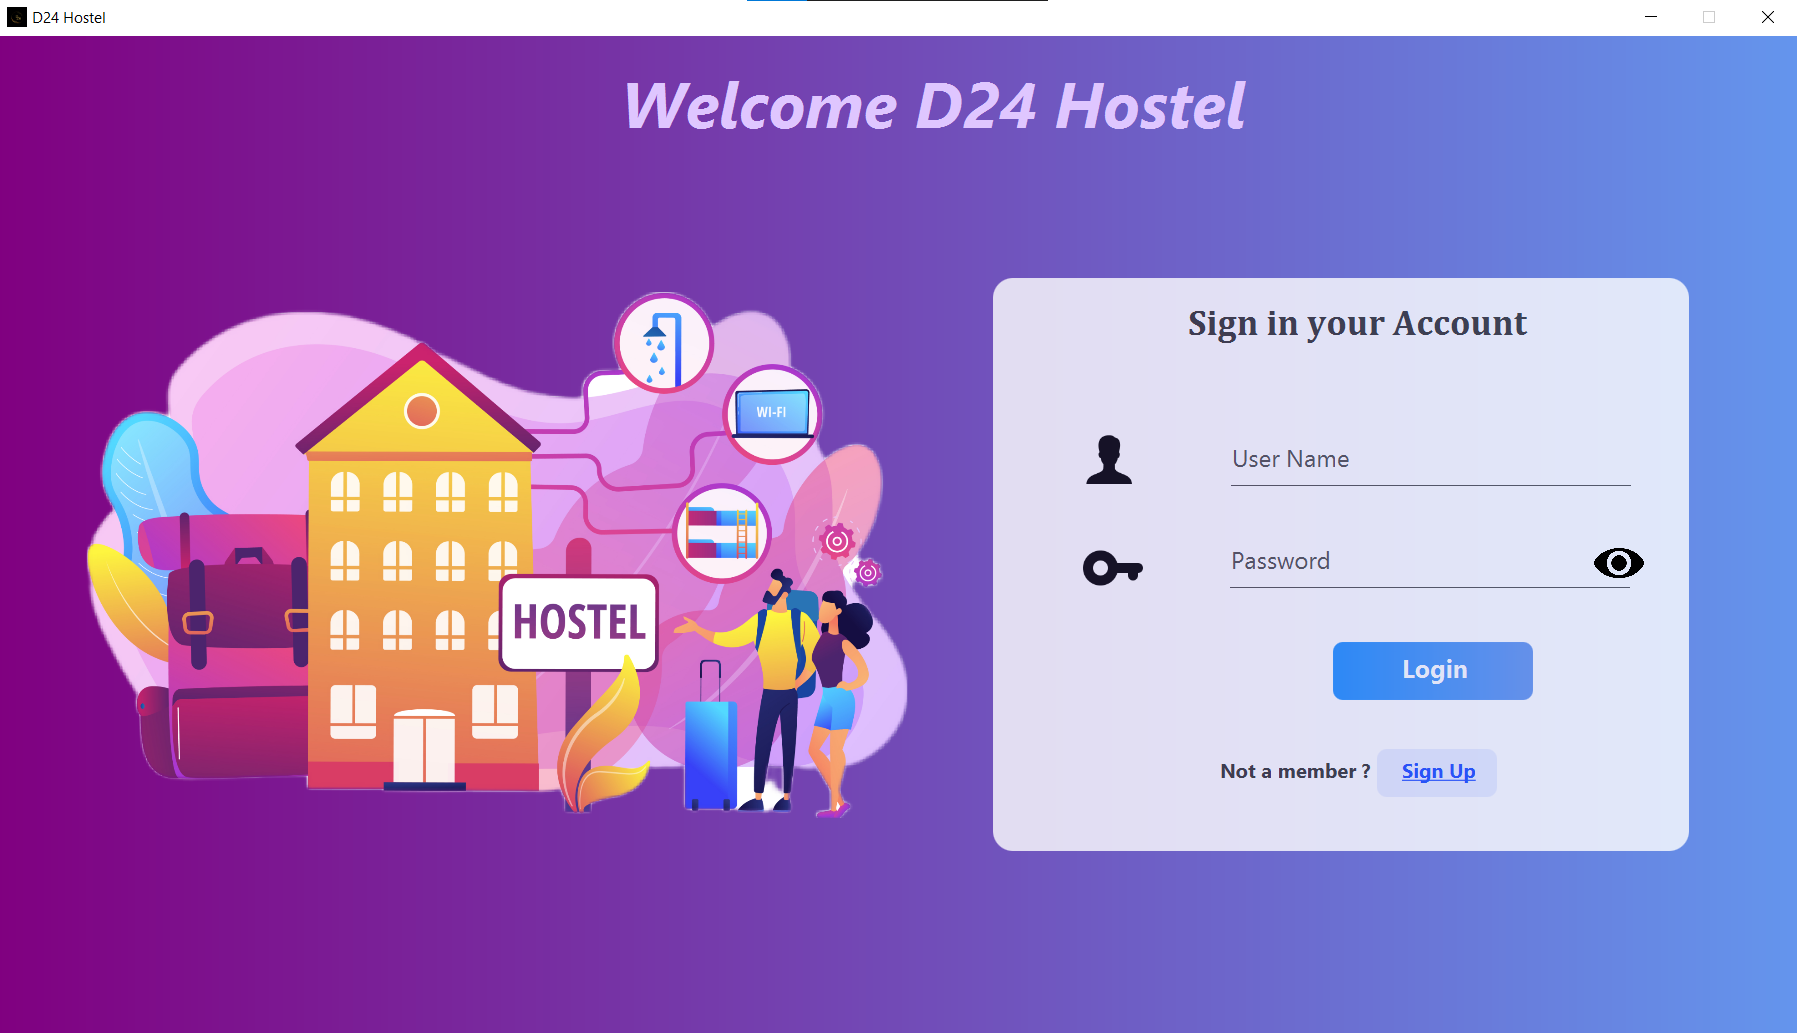 D24 Hostel
Welcome D24 Hostel
WI-FI
HOSTEL
Sign in your Account
User Name
Password
Login
Not a member ? Sign Up